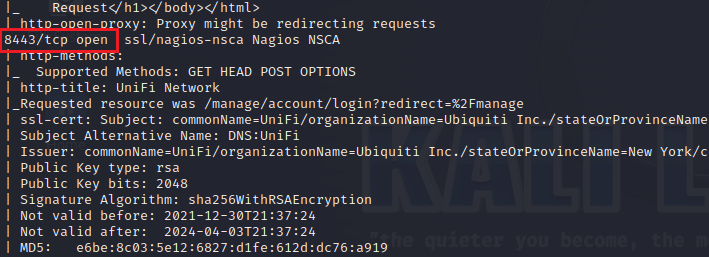 |_    Request</h1></body></html>
| http-open-proxy: Proxy might be redirecting requests
8443/tcp open  ssl/nagios-nsca Nagios NSCA
| http-methods:
|_  Supported Methods: GET HEAD POST OPTIONS
| http-title: UniFi Network
|_Requested resource was /manage/account/login?redirect=%2Fmanage
| ssl-cert: Subject: commonName=UniFi/organizationName=Ubiquiti Inc./stateOrProvinceName
| Subject Alternative Name: DNS:UniFi
| Issuer: commonName=UniFi/organizationName=Ubiquiti Inc./stateOrProvinceName=New York/c
| Public Key type: rsa
| Public Key bits: 2048
| Signature Algorithm: sha256WithRSAEncryption
| Not valid before: 2021-12-30T21:37:24
| Not valid after:  2024-04-03T21:37:24
| MD5:   e6be:8c03:5e12:6827:d1fe:612d:dc76:a919
KALI L
"the quieter you become, the m